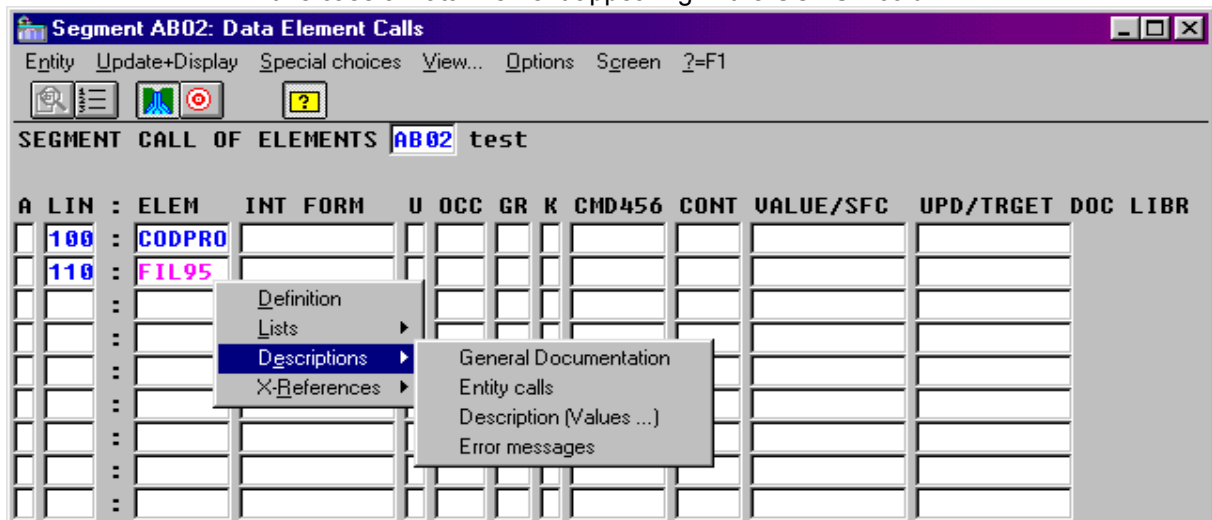 Segment AB02: Data Element Calls
Entity Update+Display Special choices View... Options Screen ?=F1
?
SEGMENT CALL OF ELEMENTS AB02 test
A LIN : ELEM INT FORM U OCC GR K CMD456 CONT VALUE/SFC UPD/TRGET DOC LIBR
100 : CODPRO
110 : FIL95
: Definition
: Lists
Descriptions General Documentation
: X-References Entity calls
: Description (Values ...)
: Error messages
:
: